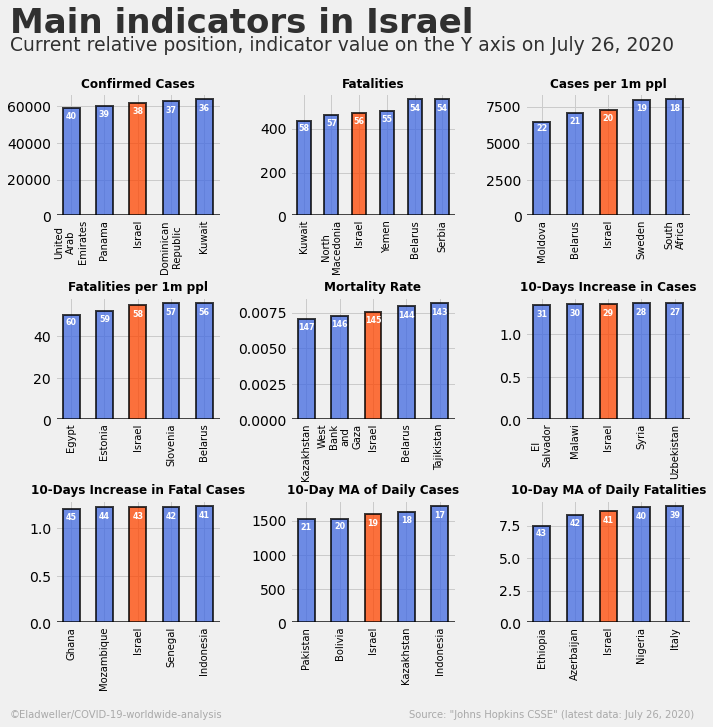 Main indicators in Israel
Current relative position, indicator value on the Y axis on July 26, 2020
Confirmed Cases
60000
40000
20000
0
40
39
38
37
36
United
Arab
Emirates
Panama
Israel
Dominican
Republic
Kuwait
Fatalities
400
200
0
58
57
56
55
54
54
Kuwait
North
Macedonia
Israel
Yemen
Belarus
Serbia
Cases per 1m ppl
7500
5000
2500
0
22
21
20
19
18
Moldova
Belarus
Israel
Sweden
South
Africa
Fatalities per 1m ppl
40
20
0
60
59
58
57
56
Egypt
Estonia
Israel
Slovenia
Belarus
Mortality Rate
0.0075
0.0050
0.0025
0.0000
147
146
145
144
143
Kazakhstan
West
Bank
and
Gaza
Israel
Belarus
Tajikistan
10-Days Increase in Cases
1.0
0.5
0.0
31
30
29
28
27
El
Salvador
Malawi
Israel
Syria
Uzbekistan
10-Days Increase in Fatal Cases
1.0
0.5
0.0
45
44
43
42
41
Ghana
Mozambique
Israel
Senegal
Indonesia
10-Day MA of Daily Cases
1500
1000
500
0
21
20
19
18
17
Pakistan
Bolivia
Israel
Kazakhstan
Indonesia
10-Day MA of Daily Fatalities
7.5
5.0
2.5
0.0
43
42
41
40
39
Ethiopia
Azerbaijan
Israel
Nigeria
Italy
©Eladweller/COVID-19-worldwide-analysis
Source: "Johns Hopkins CSSE" (latest data: July 26, 2020)